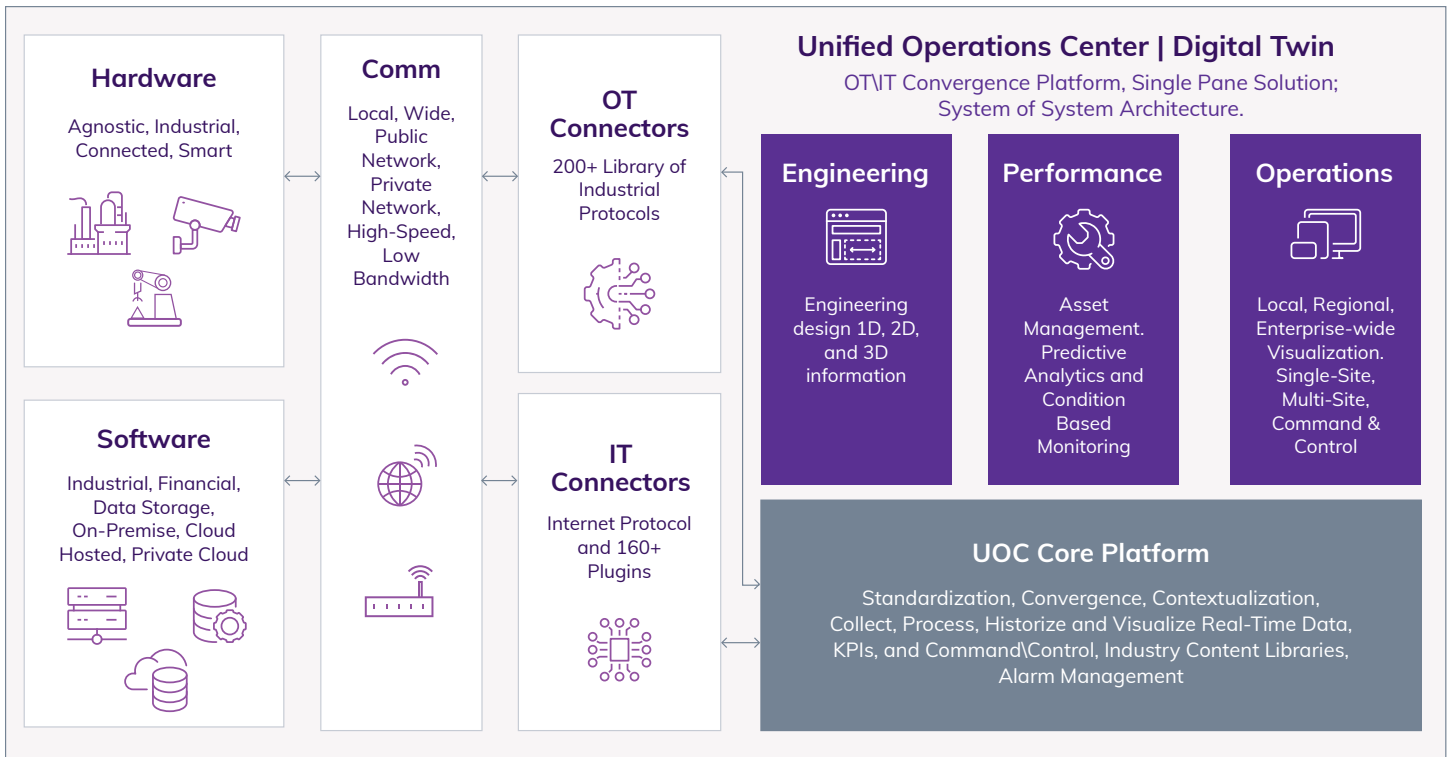 Hardware
Agnostic, Industrial,
Connected, Smart
Software
Industrial, Financial,
Data Storage,
On-Premise, Cloud
Hosted, Private Cloud
Comm
Local, Wide,
Public
Network,
Private
Network,
High-Speed,
Low
Bandwidth
OT
Connectors
200+ Library of
Industrial
Protocols
IT
Connectors
Internet Protocol
and 160+
Plugins
Unified Operations Center | Digital Twin
OT\IT Convergence Platform, Single Pane Solution;
System of System Architecture.
Engineering
Engineering
design 1D, 2D,
and 3D
information
Performance
Asset
Management.
Predictive
Analytics and
Condition
Based
Monitoring
Operations
Local, Regional,
Enterprise-wide
Visualization.
Single-Site,
Multi-Site,
Command &
Control
UOC Core Platform
Standardization, Convergence, Contextualization,
Collect, Process, Historize and Visualize Real-Time Data,
KPIs, and Command\Control, Industry Content Libraries,
Alarm Management